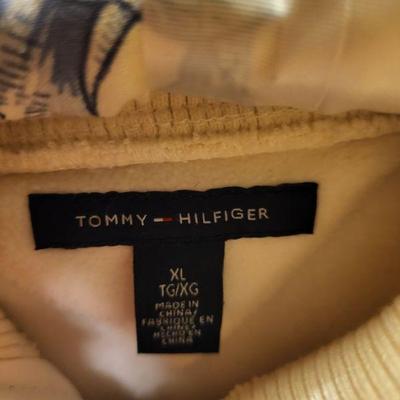 TOMMY HILFIGER
XL
TG/XG
MADE IN
CHINA/
FABRIQUE EN
CHINE/
HECHO EN
CHINA